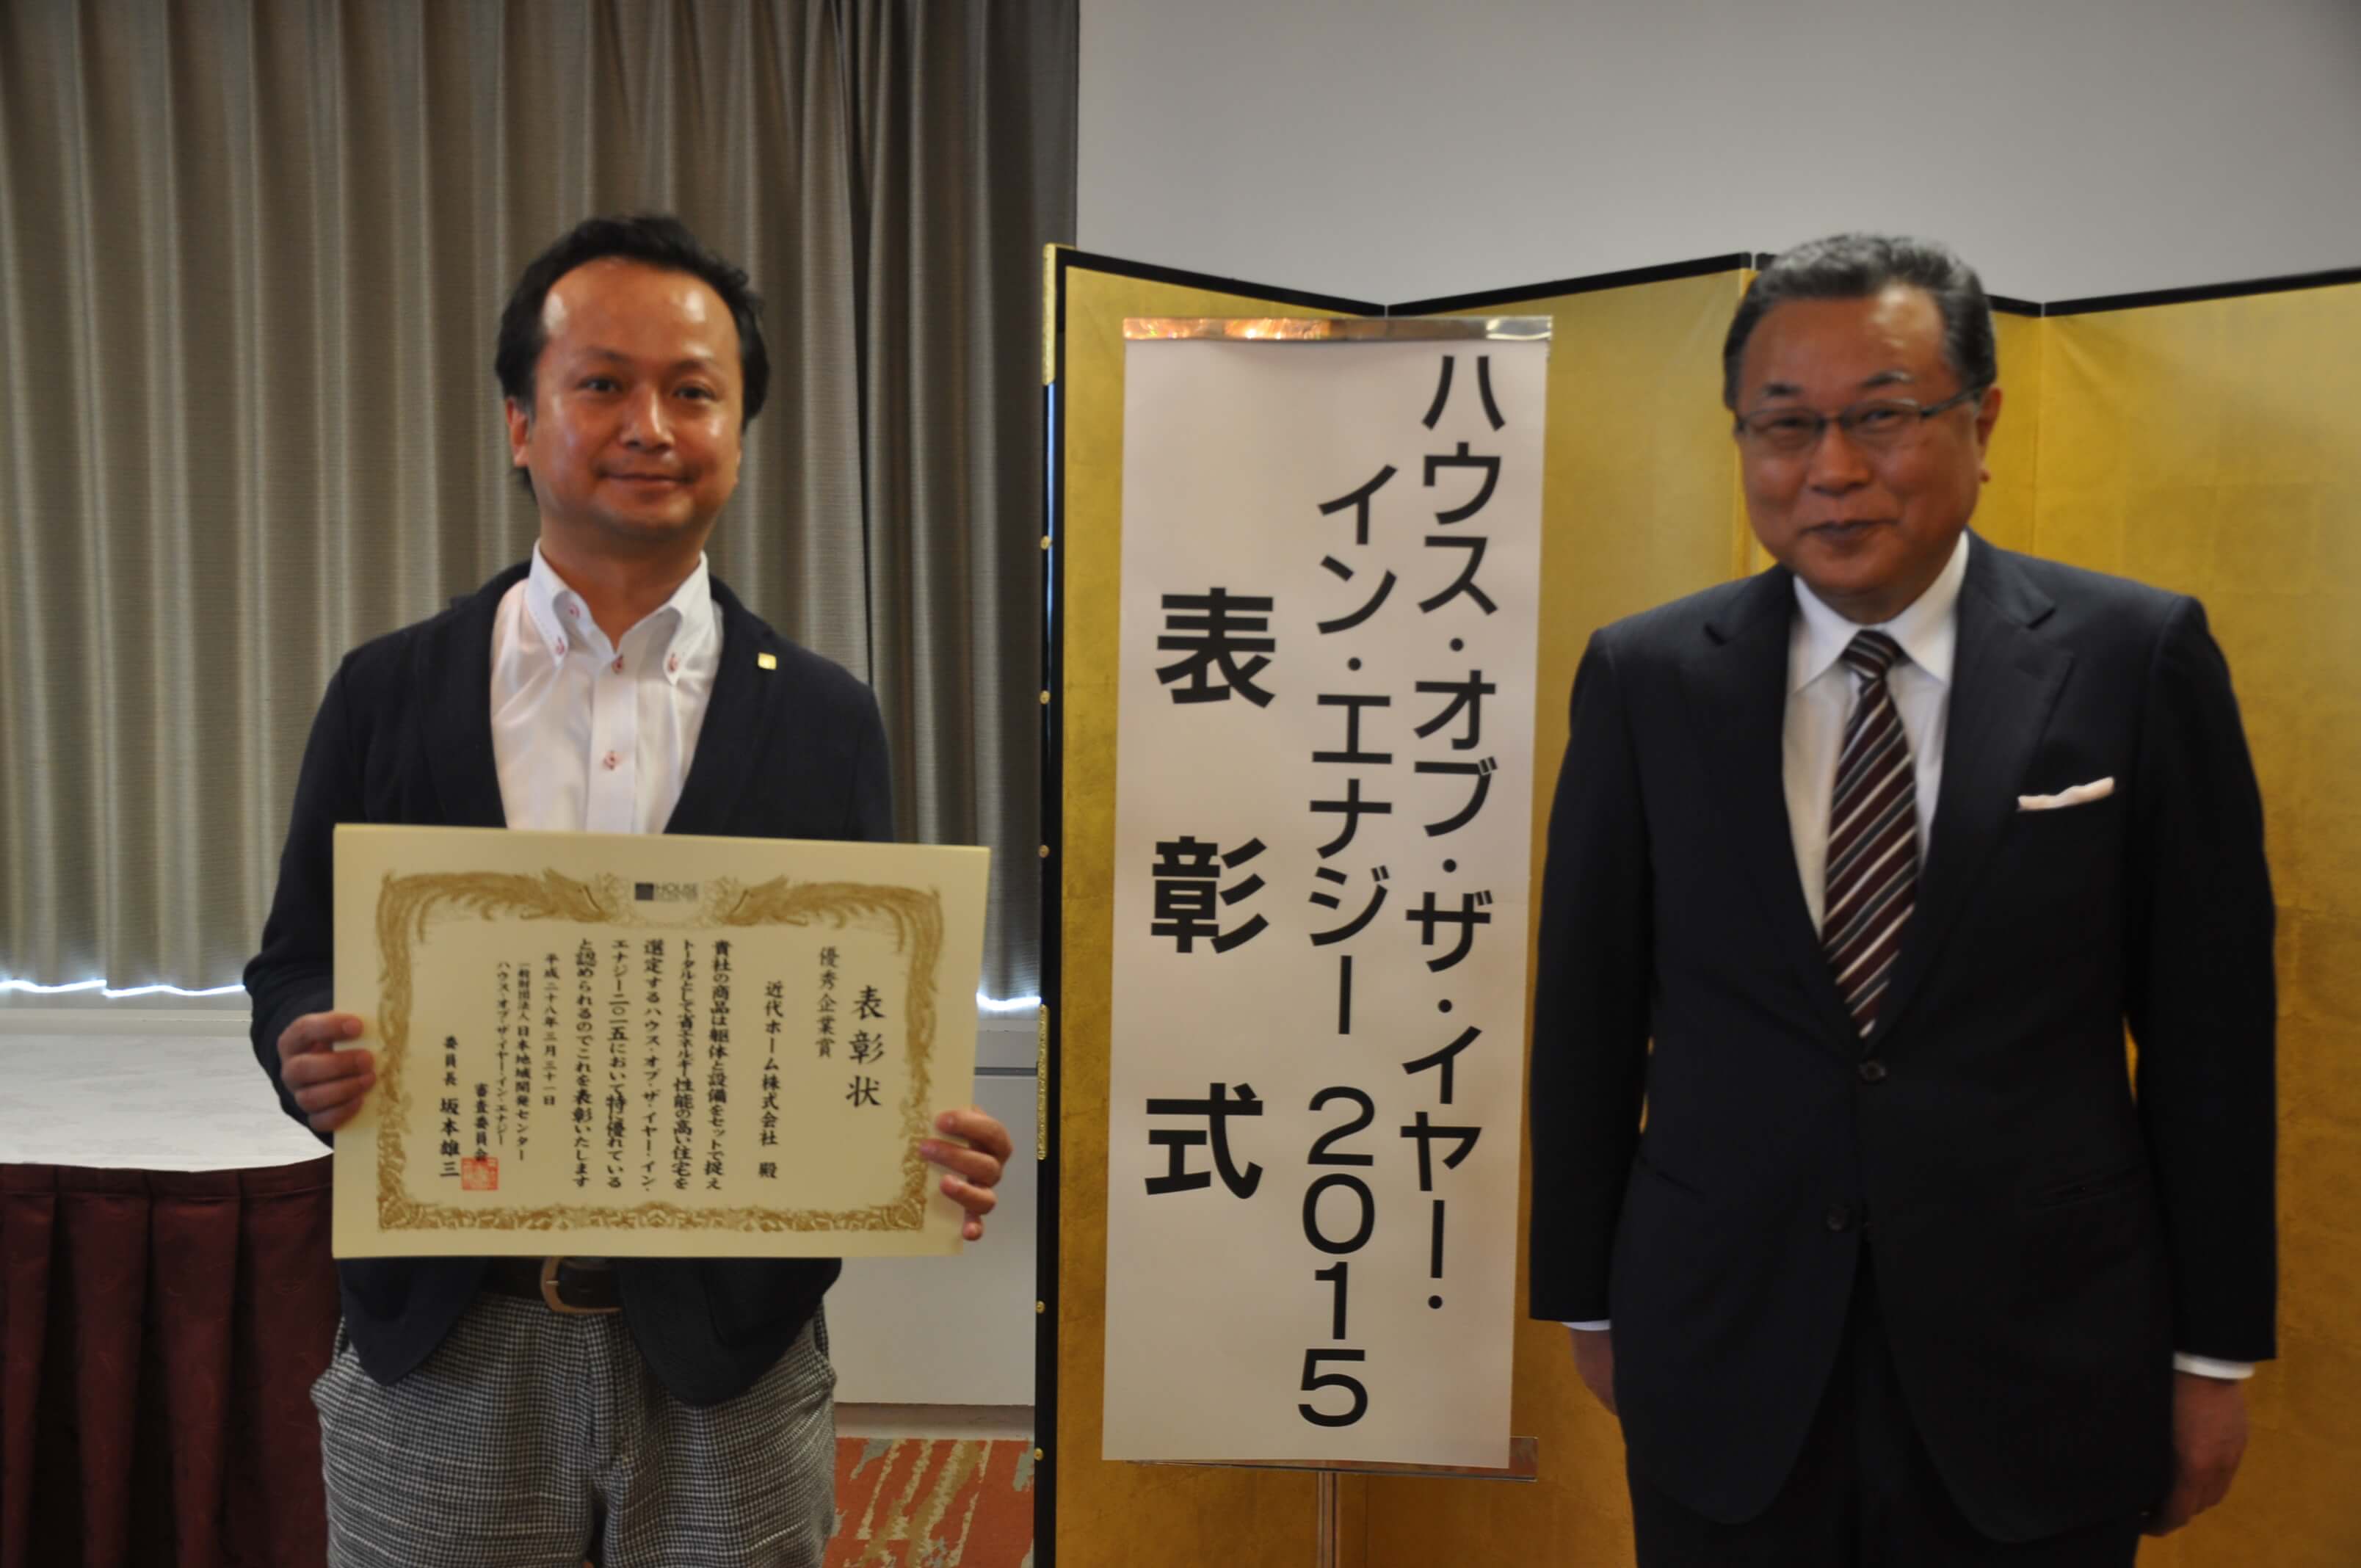 HOUSE
表彰状
優秀企業賞
近代ホーム株式会社 殿
貴社の商品は躯体と設備をセットで捉え
トータルとして省エネルギー性能の高い住宅を
選定するハウス・オブ・ザ・イヤー・イン・
エナジー二〇一五において特に優れている
と認められるのでこれを表彰いたします
平成二十八年三月三十一日
一般財団法人 日本地域開発センター
ハウス・オブ・ザ・イヤー・イン・エナジー
審査委員会
委員長 坂本雄三
ハウス・オブ・ザ・イヤー・
イン・エナジー 2015
表彰式